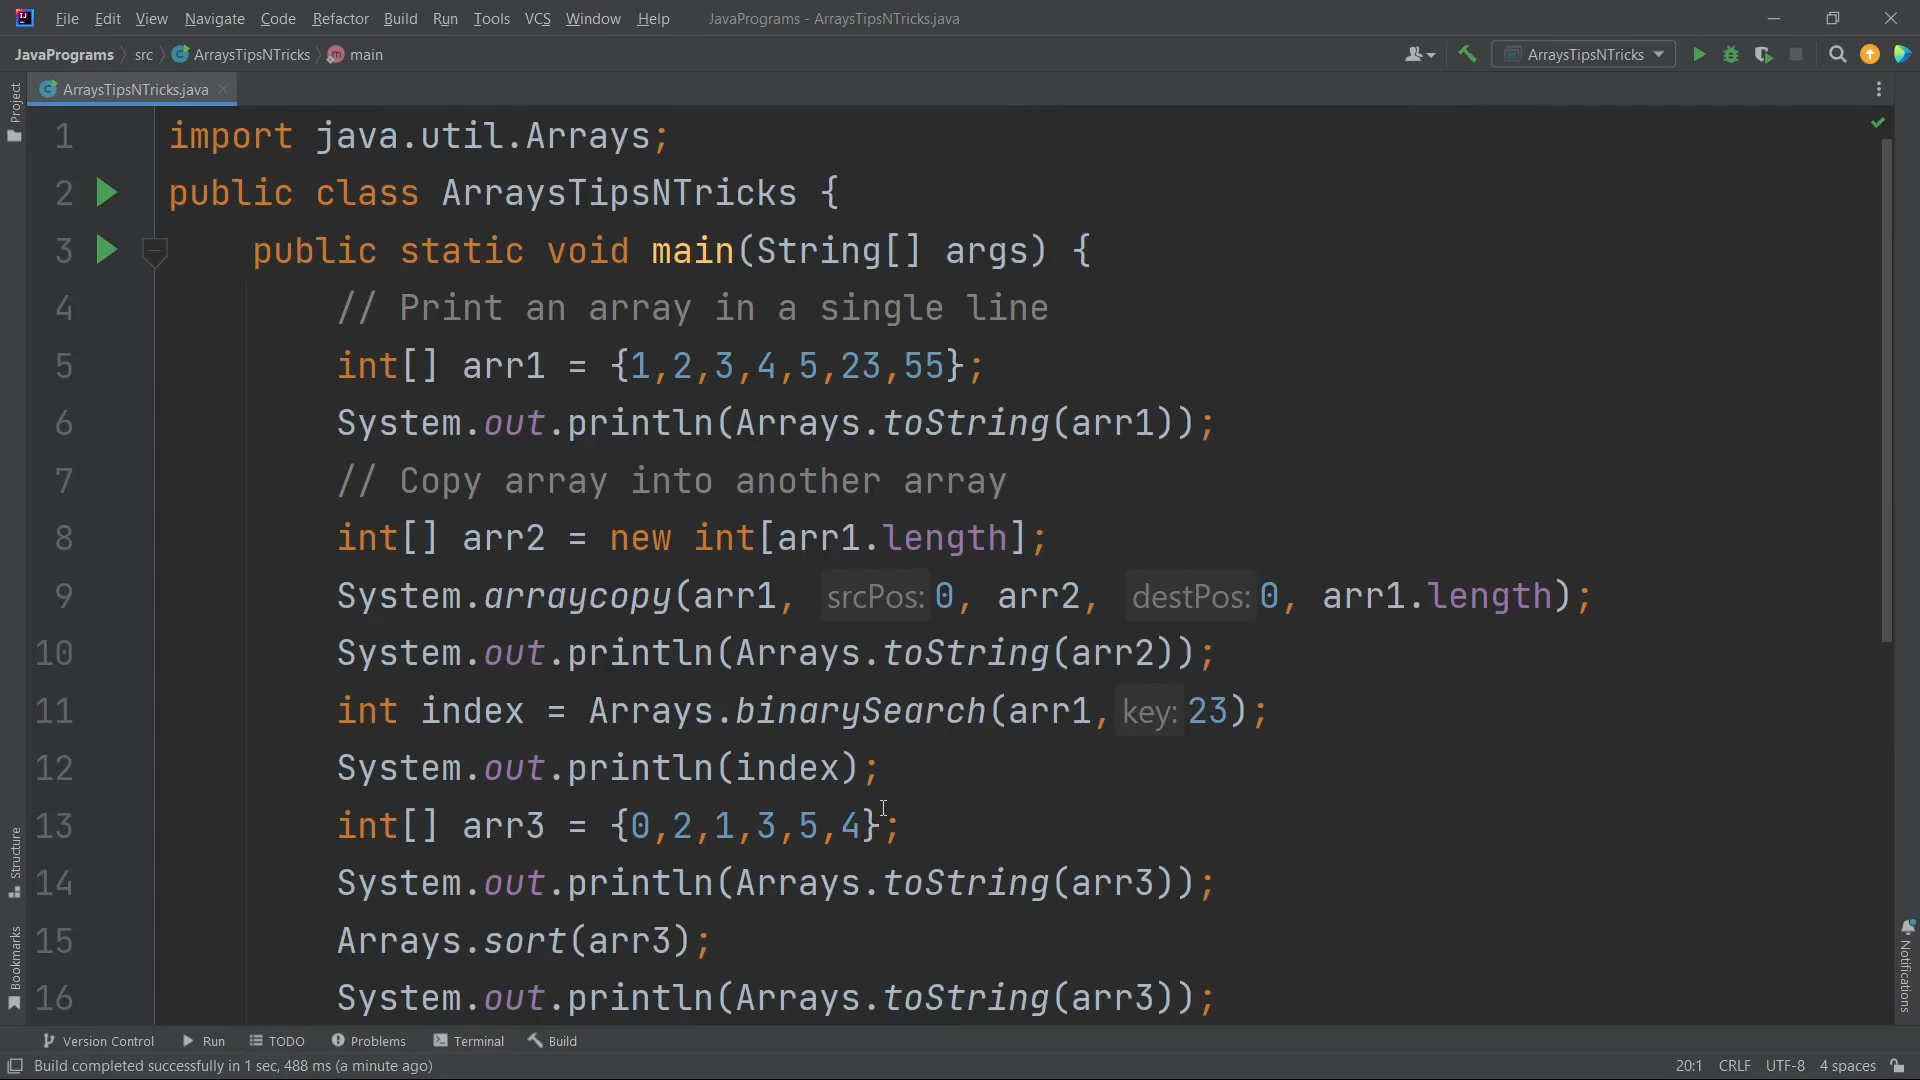 File Edit View Navigate Code Refactor Build Run Tools VCS Window Help JavaPrograms - ArraysTipsNTricks.java
JavaPrograms src ArraysTipsNTricks main ArraysTipsNTricks
Project
ArraysTipsNTricks.java
1 import java.util.Arrays;
2 public class ArraysTipsNTricks {
3 public static void main(String[] args) {
4 // Print an array in a single line
5 int[] arr1 = {1,2,3,4,5,23,55};
6 System.out.println(Arrays.toString(arr1));
7 // Copy array into another array
8 int[] arr2 = new int[arr1.length];
9 System.arraycopy(arr1, srcPos: 0, arr2, destPos: 0, arr1.length);
10 System.out.println(Arrays.toString(arr2));
11 int index = Arrays.binarySearch(arr1, key: 23);
12 System.out.println(index);
13 int[] arr3 = {0,2,1,3,5,4};
14 System.out.println(Arrays.toString(arr3));
15 Arrays.sort(arr3);
16 System.out.println(Arrays.toString(arr3));
Structure
Bookmarks
Notifications
Version Control Run TODO Problems Terminal Build
Build completed successfully in 1 sec, 488 ms (a minute ago) 20:1 CRLF UTF-8 4 spaces